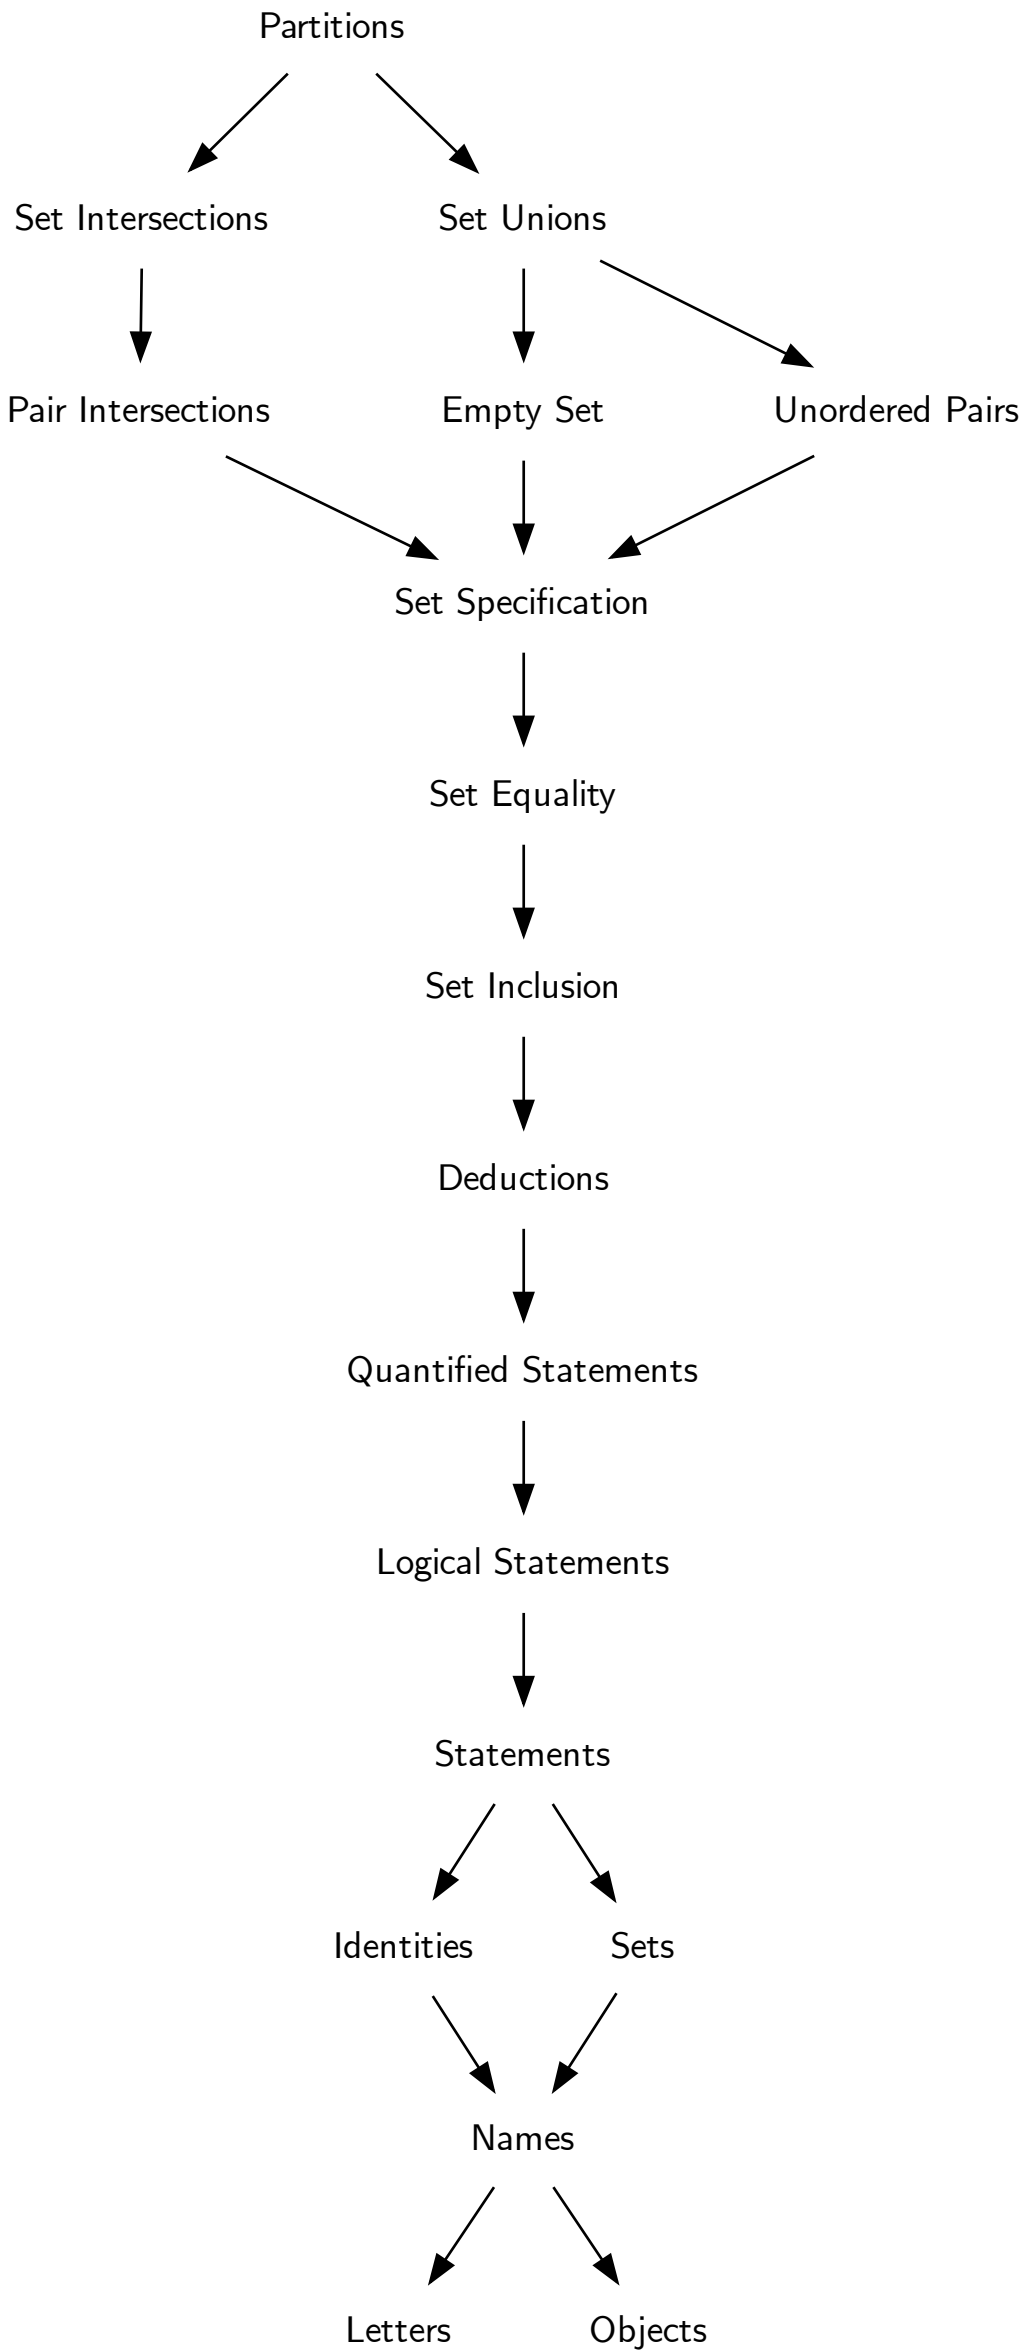 Partitions
Set Intersections
Set Unions
Pair Intersections
Empty Set
Unordered Pairs
Set Specification
Set Equality
Set Inclusion
Deductions
Quantified Statements
Logical Statements
Statements
Identities
Sets
Names
Letters
Objects